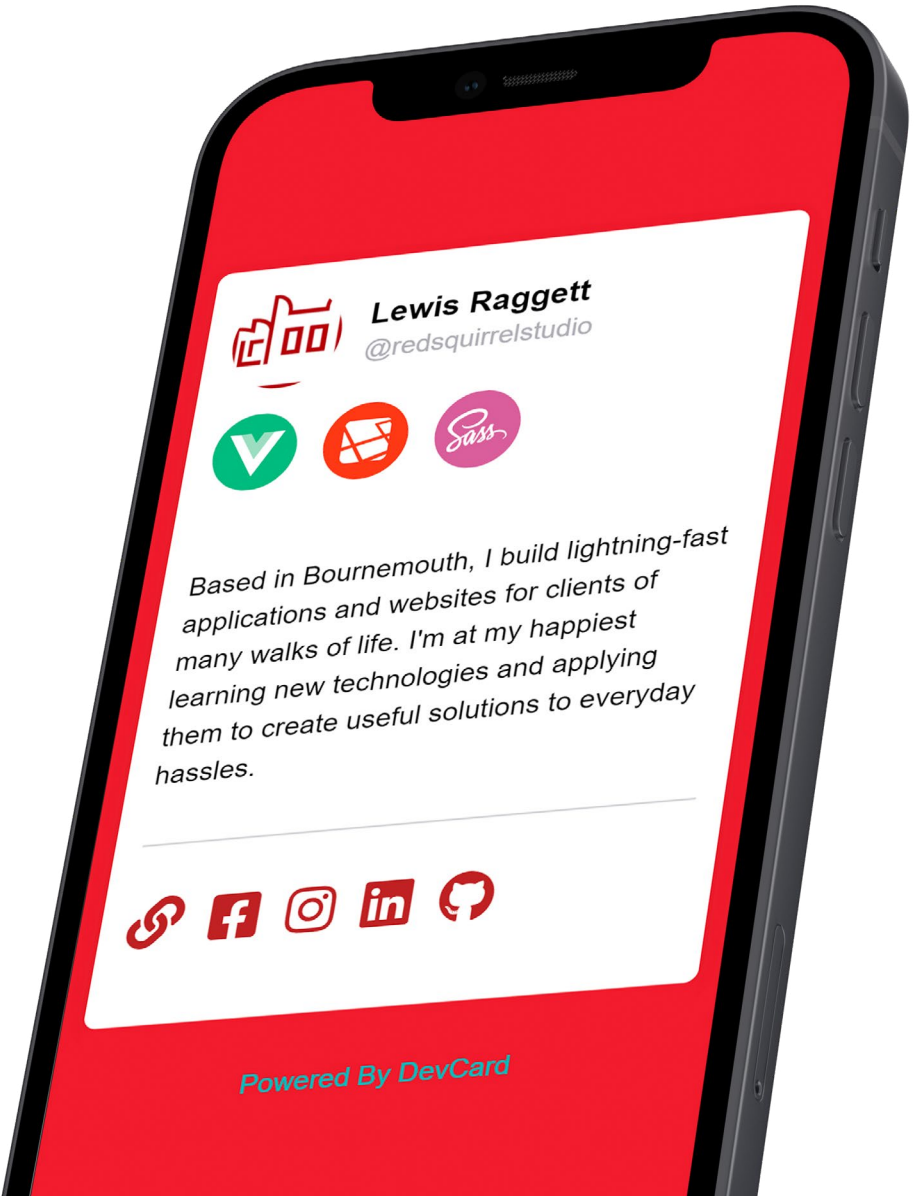 Lewis Raggett
@redsquirrelstudio
Sass
Based in Bournemouth, I build lightning-fast
applications and websites for clients of
many walks of life. I'm at my happiest
learning new technologies and applying
them to create useful solutions to everyday
hassles.
in
Powered By DevCard